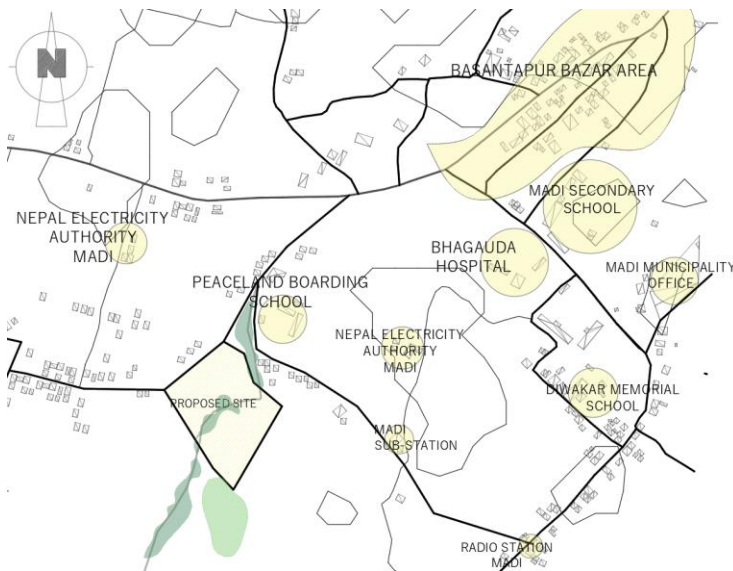 N
BASANTAPUR BAZAR AREA
MADI SECONDARY
SCHOOL
NEPAL ELECTRICITY
AUTHORITY
MADI
BHAGAUDA
HOSPITAL
MADI MUNICIPALITY
OFFICE
PEACELAND BOARDING
SCHOOL
NEPAL ELECTRICITY
AUTHORITY
MADI
DIWAKAR MEMORIAL
SCHOOL
PROPOSED SITE
MADI
SUB-STATION
RADIO STATION
MADI